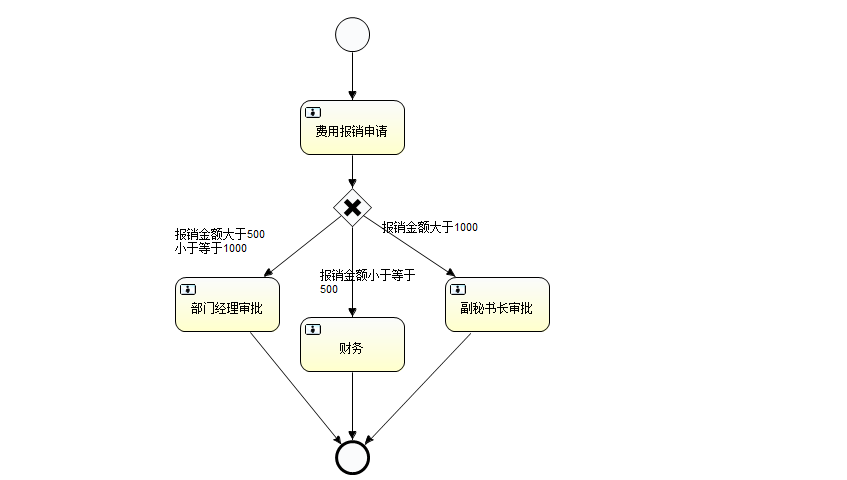 费用报销申请
报销金额大于1000
报销金额大于500
小于等于1000
报销金额小于等于
500
部门经理审批
副秘书长审批
财务